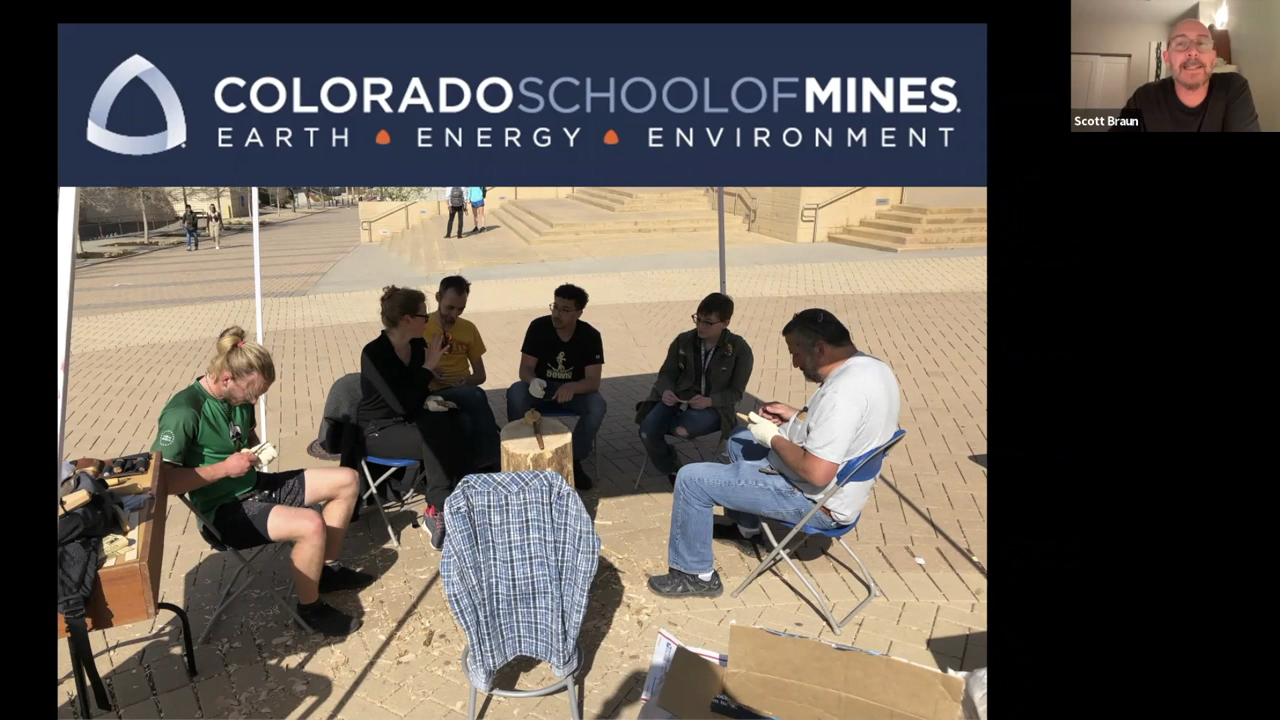 COLORADOSCHOOLOFMINES
EARTH ENERGY ENVIRONMENT
Scott Braun